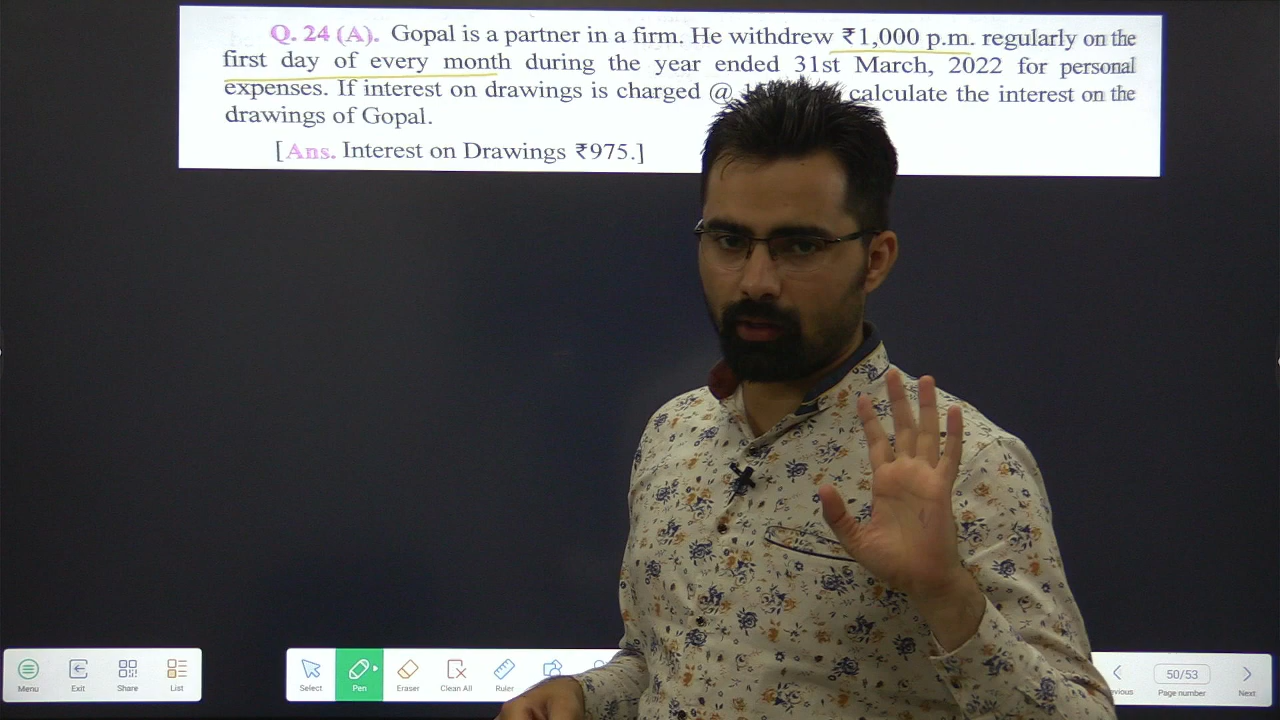 Q. 24 (A). Gopal is a partner in a firm. He withdrew ₹1,000 p.m. regularly on the
first day of every month during the year ended 31st March, 2022 for personal
expenses. If interest on drawings is charged @ calculate the interest on the
drawings of Gopal.
[Ans. Interest on Drawings ₹975.]
Menu Exit Share List Select Pen Eraser Clean All Ruler 50/53 Page number Next